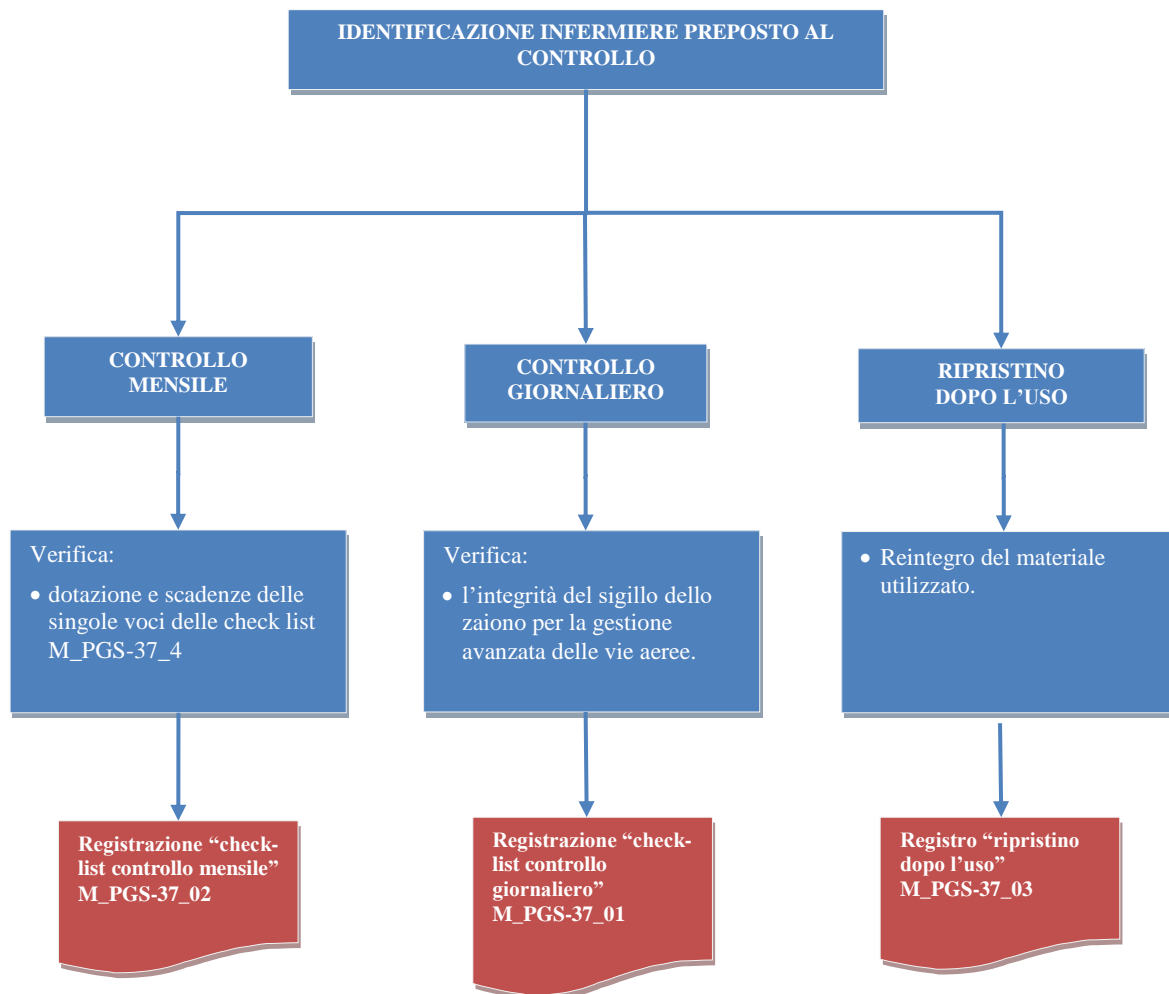 IDENTIFICAZIONE INFERMIERE PREPOSTO AL
CONTROLLO
CONTROLLO
MENSILE
CONTROLLO
GIORNALIERO
RIPRISTINO
DOPO L’USO
Verifica:
• dotazione e scadenze delle
singole voci delle check list
M_PGS-37_4
Verifica:
• l’integrità del sigillo dello
zaiono per la gestione
avanzata delle vie aeree.
• Reintegro del materiale
utilizzato.
Registrazione “check-
list controllo mensile”
M_PGS-37_02
Registrazione “check-
list controllo
giornaliero”
M_PGS-37_01
Registro “ripristino
dopo l’uso”
M_PGS-37_03